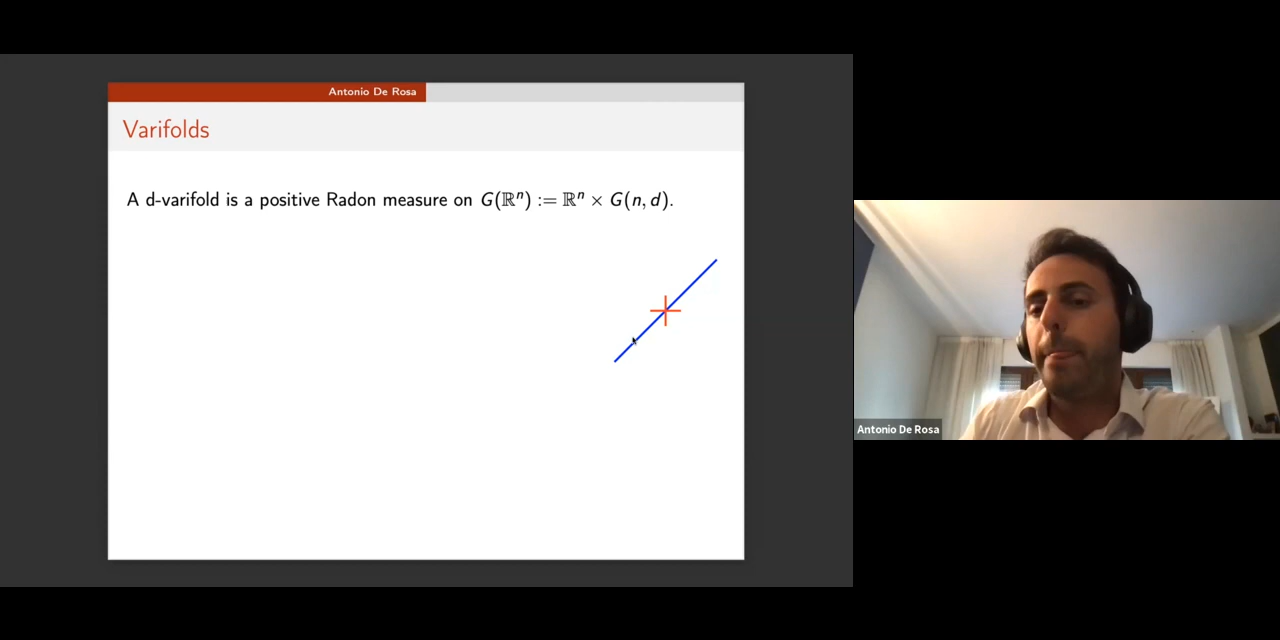 Antonio De Rosa
Varifolds
A d-varifold is a positive Radon measure on G(ℝⁿ) := ℝⁿ × G(n, d).
Antonio De Rosa